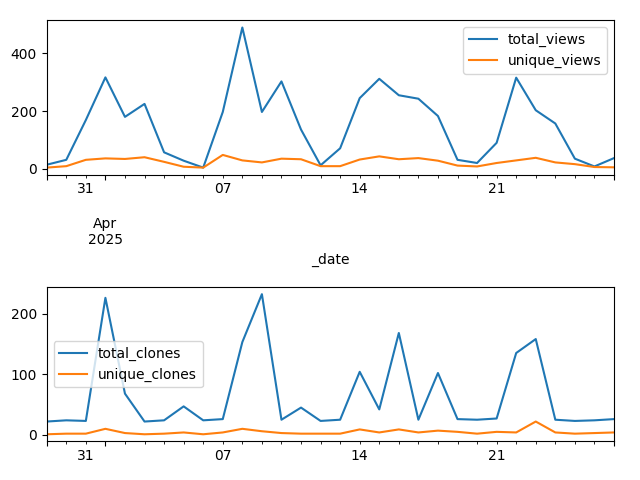 400
200
0
total_views
unique_views
31
07
14
21
Apr
2025
_date
200
100
0
total_clones
unique_clones
31
07
14
21